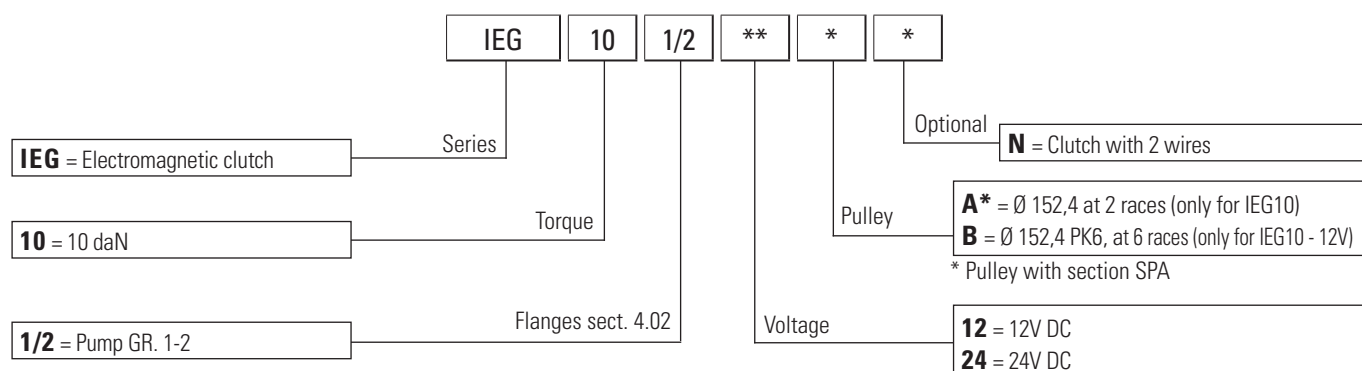 IEG 10 1/2 ** * *
Optional
N = Clutch with 2 wires
Series
IEG = Electromagnetic clutch
Pulley
A* = Ø 152,4 at 2 races (only for IEG10)
B = Ø 152,4 PK6, at 6 races (only for IEG10 - 12V)
* Pulley with section SPA
Torque
10 = 10 daN
Flanges sect. 4.02
1/2 = Pump GR. 1-2
Voltage
12 = 12V DC
24 = 24V DC